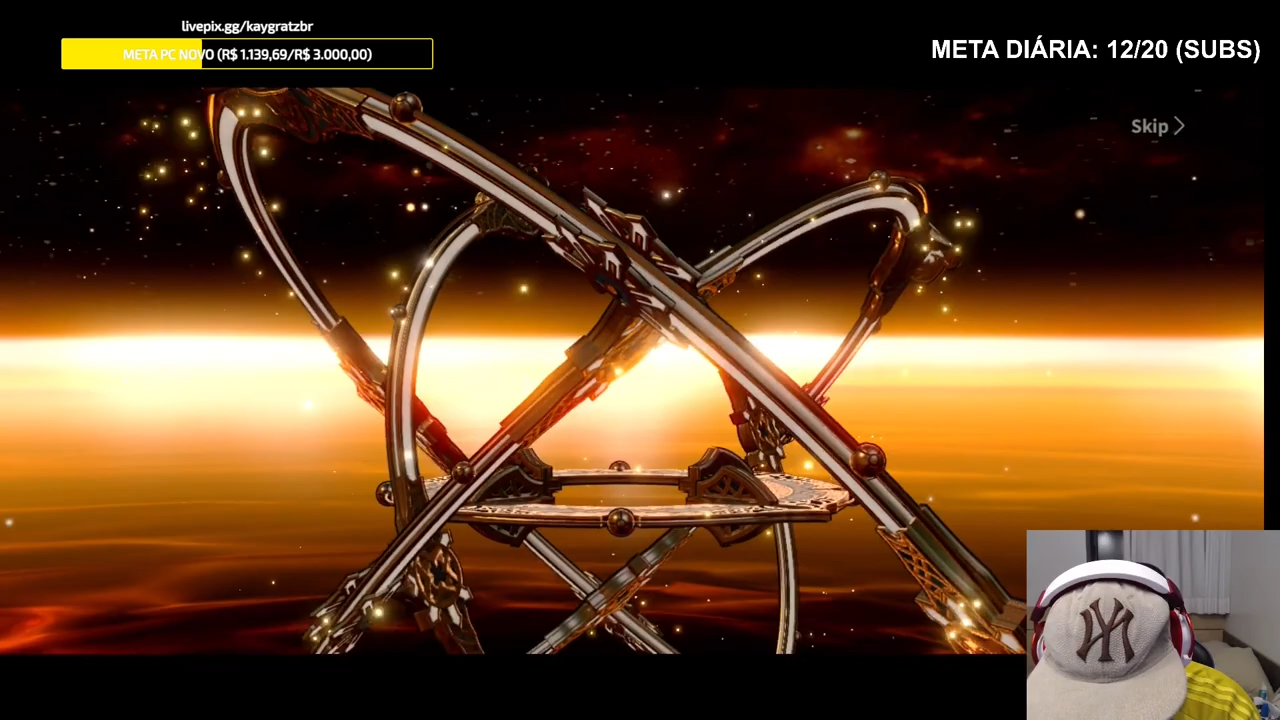 livepix.gg/kaygratzbr
META PC NOVO (R$ 1.139,69/R$ 3.000,00)
META DIÁRIA: 12/20 (SUBS)
Skip
NY